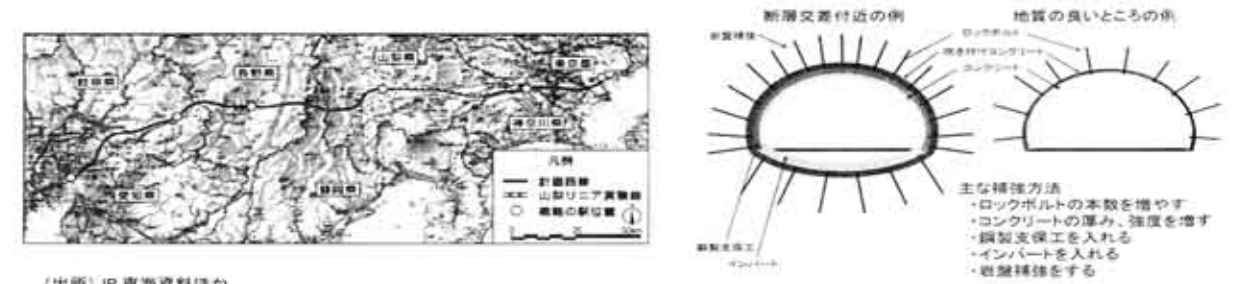 岐阜県
長野県
山梨県
東京都
神奈川県
静岡県
愛知県
凡例
計画路線
山梨リニア実験線
概略の駅位置
0 25 50km
(出所) JR東海資料ほか
断層交差付近の例
地質の良いところの例
岩盤補強
ロックボルト
吹き付けコンクリート
コンクリート
鋼製支保工
インバート
主な補強方法
・ロックボルトの本数を増やす
・コンクリートの厚み、強度を増す
・鋼製支保工を入れる
・インバートを入れる
・岩盤補強をする